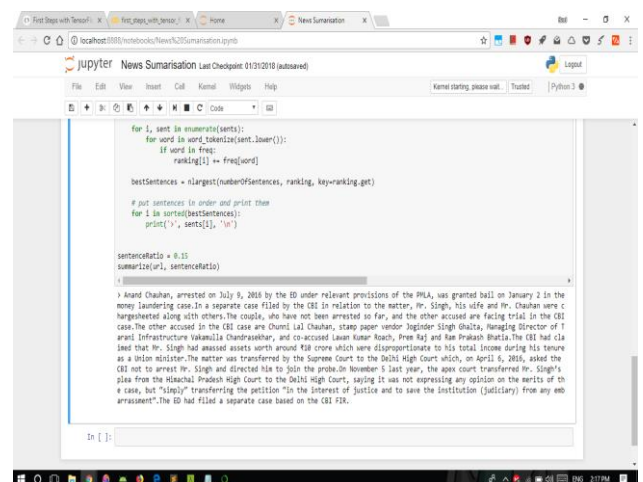 First Steps with TensorFl
first_steps_with_tensor_f
Home
News Sumarisation
localhost:8888/notebooks/News%20Sumarisation.ipynb
jupyter News Sumarisation Last Checkpoint: 01/31/2018 (autosaved)
Logout
File Edit View Insert Cell Kernel Widgets Help
Kernel starting, please wait... Trusted Python 3
Code
for i, sent in enumerate(sents):
for word in word_tokenize(sent.lower()):
if word in freq:
ranking[i] += freq[word]
bestSentences = nlargest(numberOfSentences, ranking, key=ranking.get)
# put sentences in order and print them
for i in sorted(bestSentences):
print('>', sents[i], '\n')
sentenceRatio = 0.15
summarize(url, sentenceRatio)
> Anand Chauhan, arrested on July 9, 2016 by the ED under relevant provisions of the PMLA, was granted bail on January 2 in the
money laundering case.In a separate case filed by the CBI in relation to the matter, Mr. Singh, his wife and Mr. Chauhan were c
hargesheeted along with others.The couple, who have not been arrested so far, and the other accused are facing trial in the CBI
case.The other accused in the CBI case are Chunni Lal Chauhan, stamp paper vendor Joginder Singh Ghalta, Managing Director of T
arani Infrastructure Vakamulla Chandrasekhar, and co-accused Lawan Kumar Roach, Prem Raj and Ram Prakash Bhatia.The CBI had cla
imed that Mr. Singh had amassed assets worth around ₹10 crore which were disproportionate to his total income during his tenure
as a Union minister.The matter was transferred by the Supreme Court to the Delhi High Court which, on April 6, 2016, asked the
CBI not to arrest Mr. Singh and directed him to join the probe.On November 5 last year, the apex court transferred Mr. Singh's
plea from the Himachal Pradesh High Court to the Delhi High Court, saying it was not expressing any opinion on the merits of th
e case, but "simply" transferring the petition "in the interest of justice and to save the institution (judiciary) from any emb
arrassment".The ED had filed a separate case based on the CBI FIR.
In [ ]:
ENG 2:17 PM